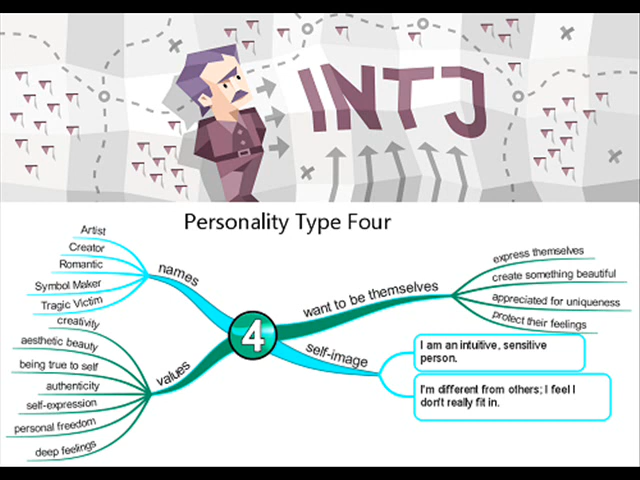 INTJ
Personality Type Four
Artist
Creator
Romantic
Symbol Maker
Tragic Victim
names
creativity
aesthetic beauty
being true to self
authenticity
self-expression
personal freedom
deep feelings
values
4
want to be themselves
express themselves
create something beautiful
appreciated for uniqueness
protect their feelings
self-image
I am an intuitive, sensitive
person.
I'm different from others; I feel I
don't really fit in.